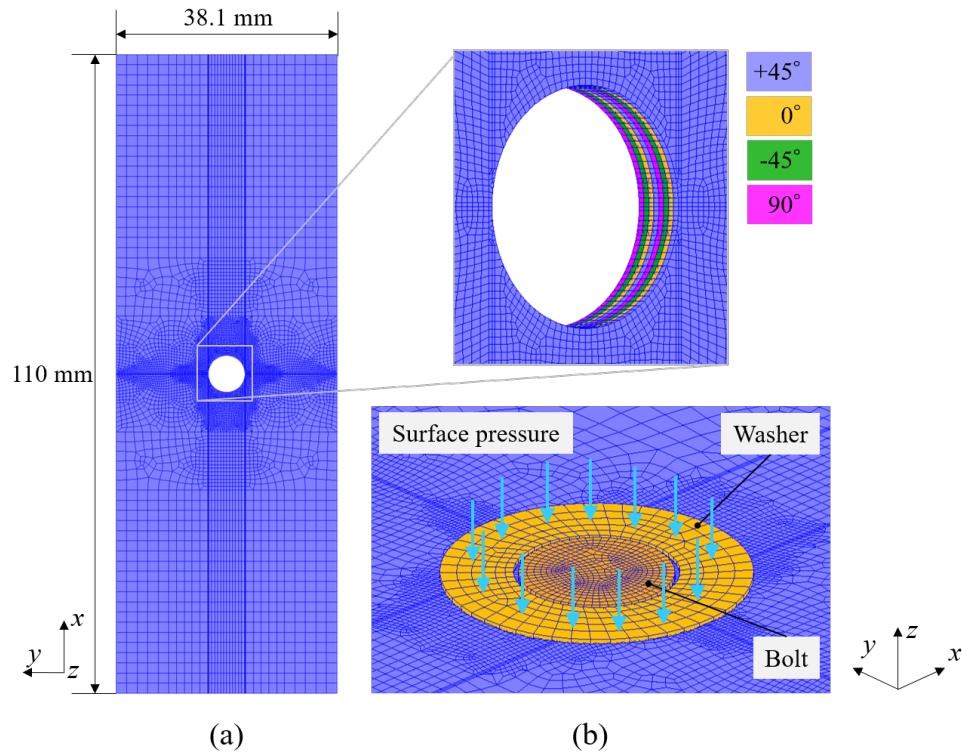 38.1 mm
110 mm
+45°
0°
-45°
90°
Surface pressure
Washer
Bolt
x
y
z
z
y
x
(a)
(b)